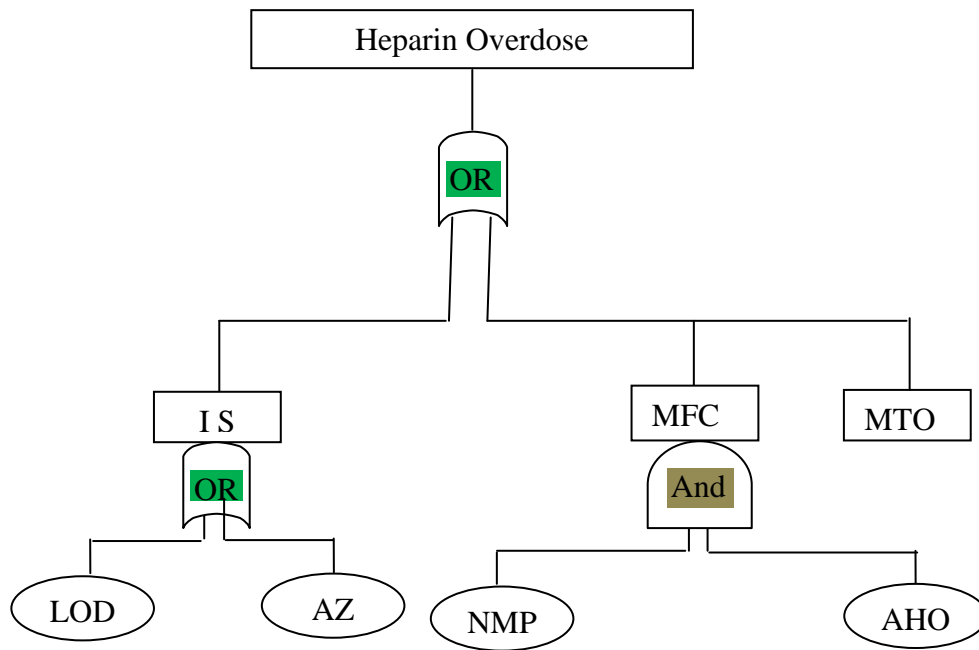 Heparin Overdose
OR
I S
MFC
MTO
OR
And
LOD
AZ
NMP
AHO